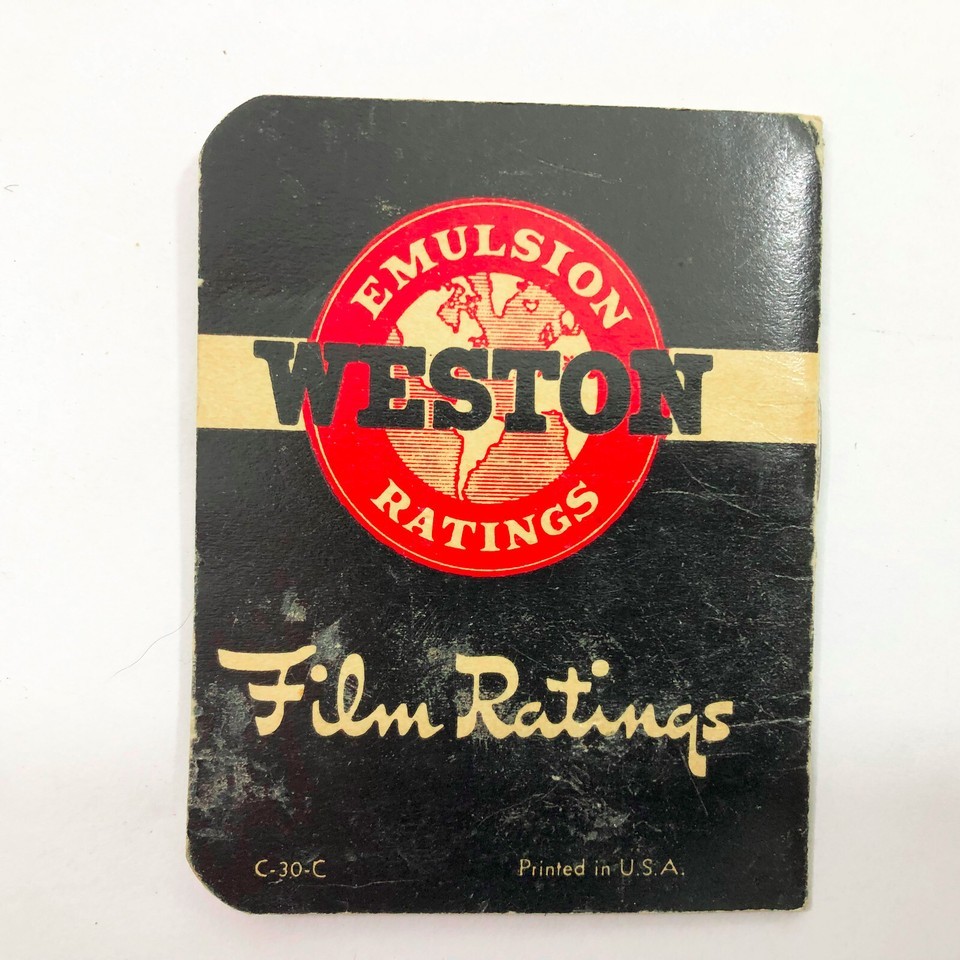 EMULSION
WESTON
RATINGS
Film Ratings
C-30-C
Printed in U.S.A.